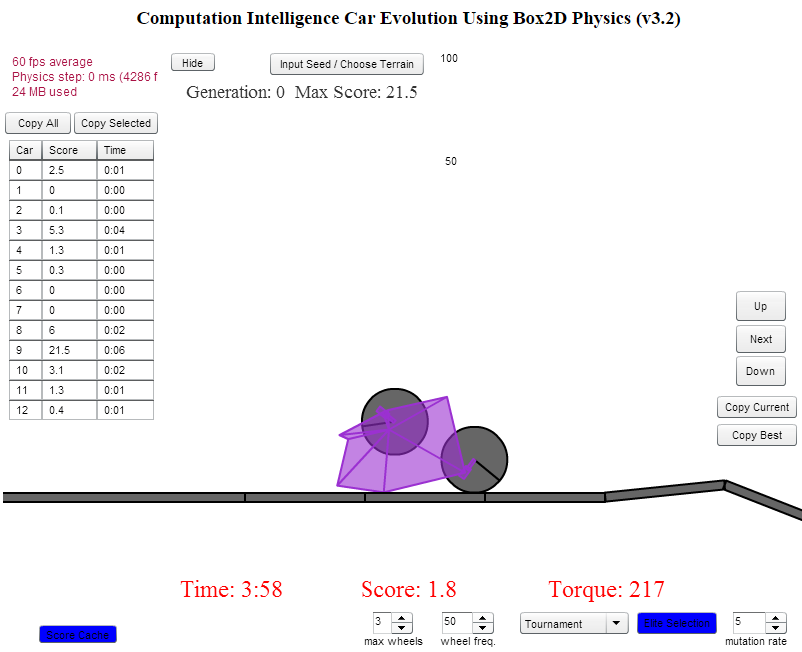 Computation Intelligence Car Evolution Using Box2D Physics (v3.2)
60 fps average
Physics step: 0 ms (4286 f
24 MB used
Hide
Input Seed / Choose Terrain
100
Generation: 0 Max Score: 21.5
Copy All Copy Selected
50
Car Score Time
0 2.5 0:01
1 0 0:00
2 0.1 0:00
3 5.3 0:04
4 1.3 0:01
5 0.3 0:00
6 0 0:00
7 0 0:00
8 6 0:02
9 21.5 0:06
10 3.1 0:02
11 1.3 0:01
12 0.4 0:01
Up
Next
Down
Copy Current
Copy Best
Time: 3:58 Score: 1.8 Torque: 217
3 50 Tournament Elite Selection 5
Score Cache
max wheels wheel freq. mutation rate